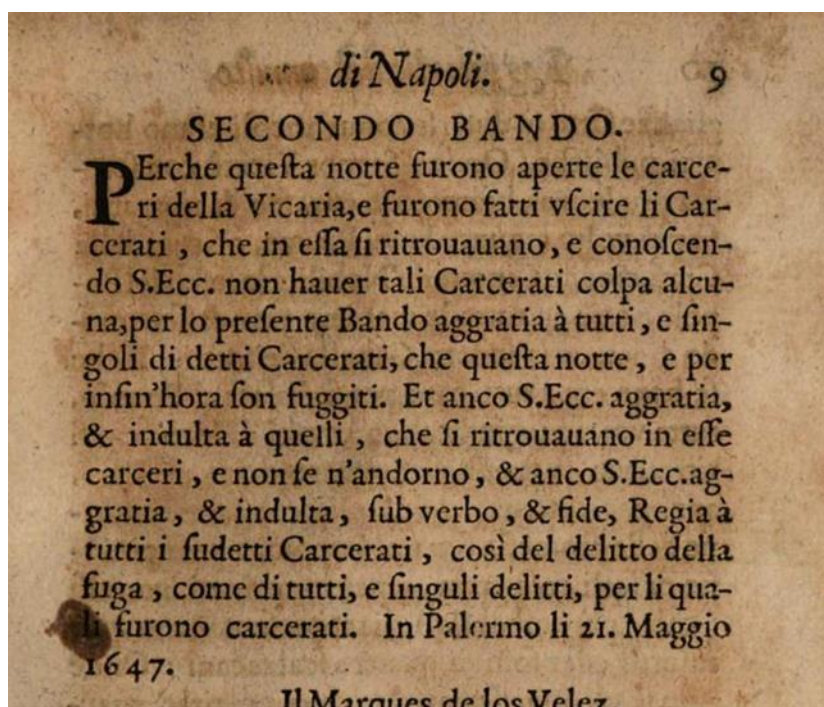 di Napoli. 9
SECONDO BANDO.
PErche queſta notte furono aperte le carce-
ri della Vicaria,e furono fatti vſcire li Car-
cerati , che in eſſa ſi ritrouauano, e conoſcen-
do S.Ecc. non hauer tali Carcerati colpa alcu-
na,per lo preſente Bando aggratia à tutti , e ſin-
goli di detti Carcerati, che queſta notte , e per
inſin'hora ſon fuggiti. Et anco S.Ecc. aggratia,
& indulta à quelli , che ſi ritrouauano in eſſe
carceri , e non ſe n'andorno , & anco S.Ecc.ag-
gratia , & indulta , ſub verbo , & fide, Regia à
tutti i ſudetti Carcerati , così del delitto della
fuga , come di tutti, e ſinguli delitti, per li qua-
li furono carcerati. In Palermo li 21. Maggio
1647.
Il Marques de los Velez